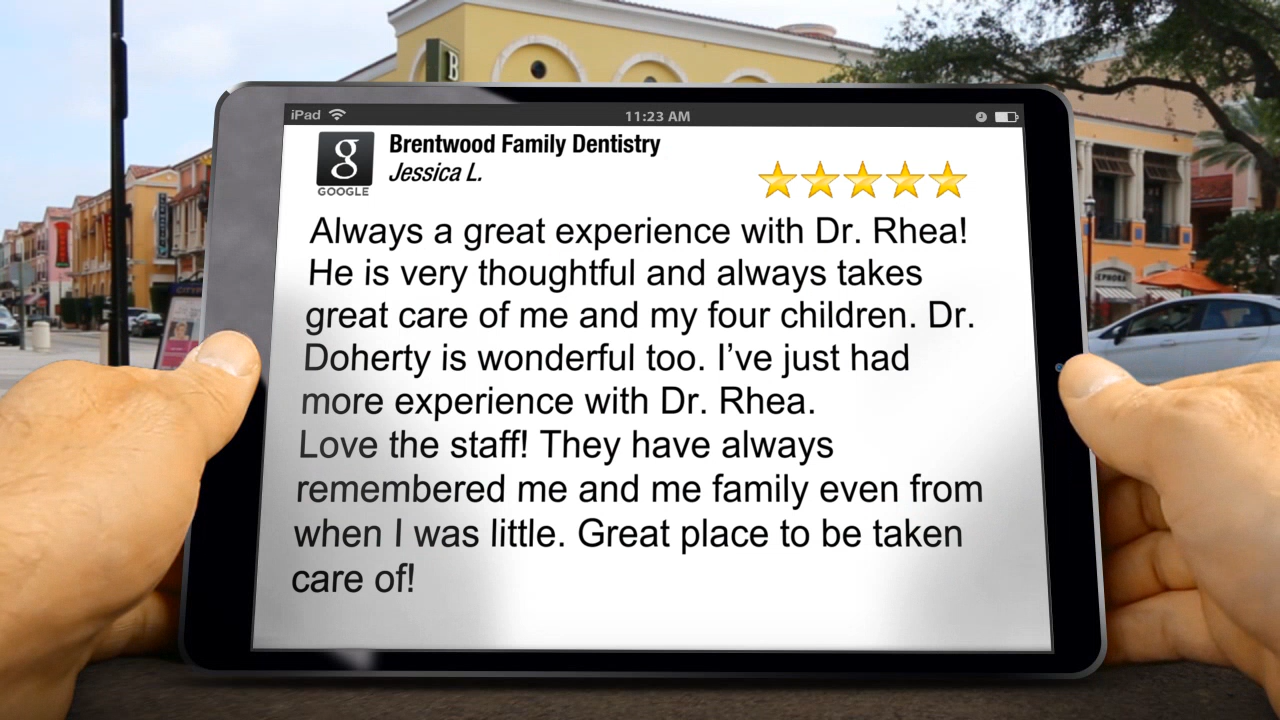 B
iPad
11:23 AM
g
GOOGLE
Brentwood Family Dentistry
Jessica L.
Always a great experience with Dr. Rhea!
He is very thoughtful and always takes
great care of me and my four children. Dr.
Doherty is wonderful too. I’ve just had
more experience with Dr. Rhea.
Love the staff! They have always
remembered me and me family even from
when I was little. Great place to be taken
care of!
SEPHORA